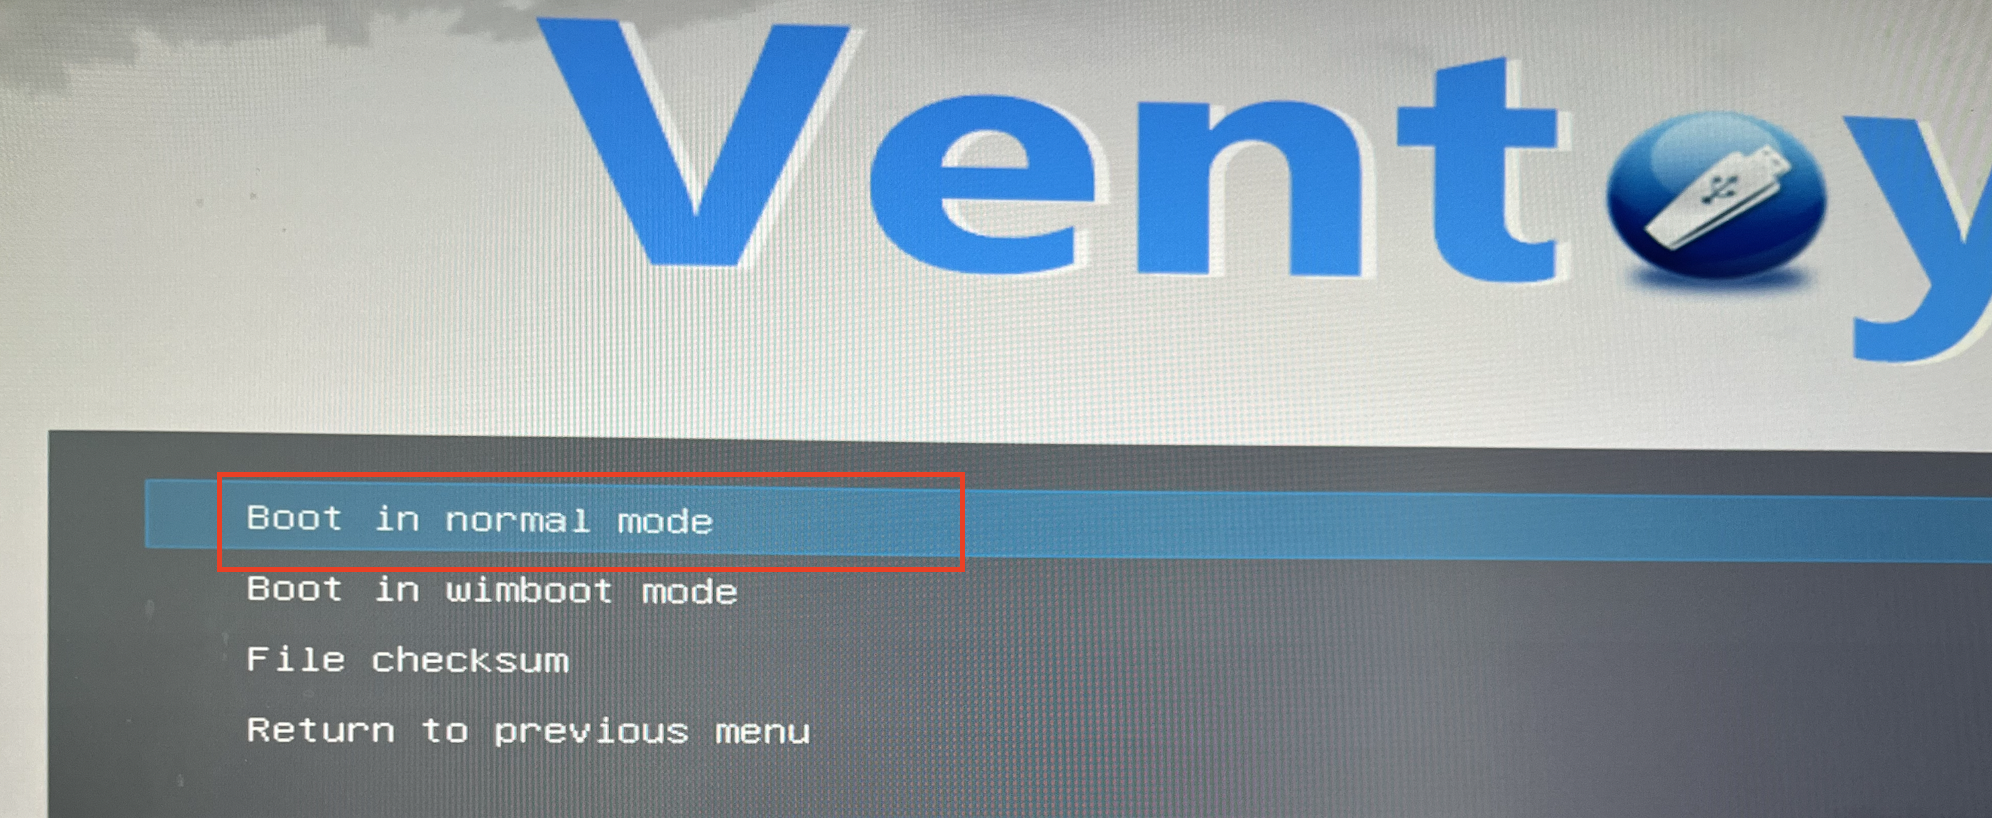 Ventoy
Boot in normal mode
Boot in wimboot mode
File checksum
Return to previous menu